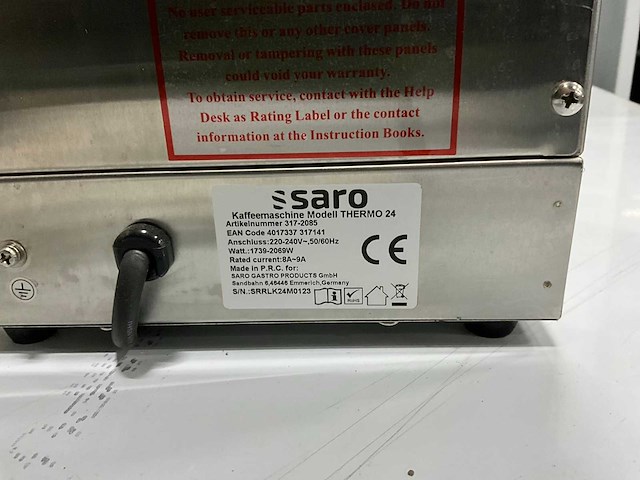 No user serviceable parts enclosed. Do not
remove this or any other cover panels.
Removal or tampering with these panels
could void your warranty.
To obtain service, contact with the Help
Desk as Rating Label or the contact
information at the Instruction Books.
saro
Kaffeemaschine Modell THERMO 24
Artikelnummer 317-2085
EAN Code 4017337 317141
Anschluss:220-240V~,50/60Hz
Watt.:1739-2069W
Rated current:8A~9A
Made in P.R.C. for:
SARO GASTRO PRODUCTS GmbH
Sandbahn 6,46446 Emmerich,Germany
S/N.:SRRLK24M0123
CE
RoHS